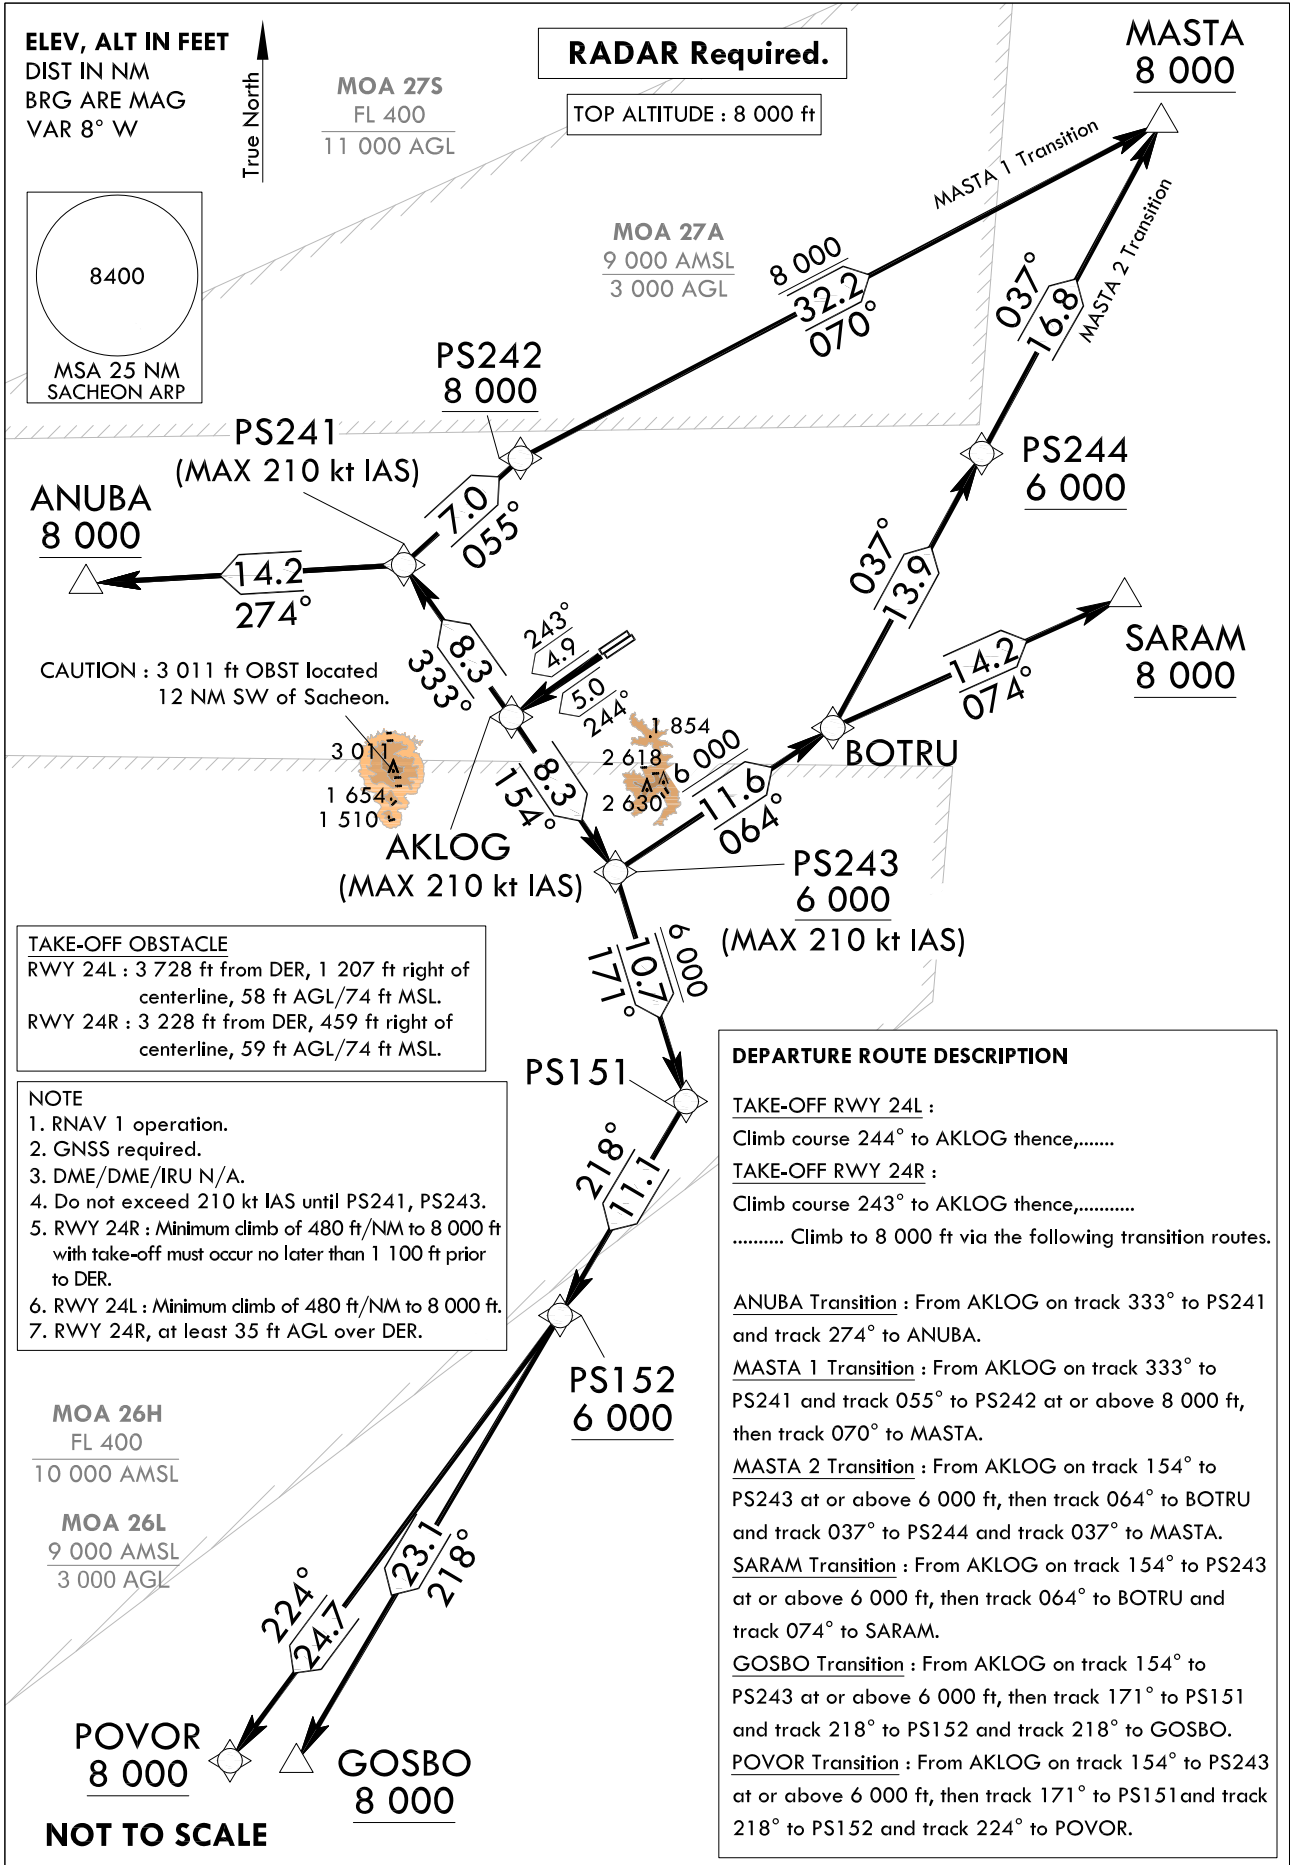 ELEV, ALT IN FEET
DIST IN NM
BRG ARE MAG
VAR 8° W
True North
MOA 27S
FL 400
11 000 AGL
RADAR Required.
TOP ALTITUDE : 8 000 ft
MASTA
8 000
8400
MSA 25 NM
SACHEON ARP
MASTA 1 Transition
MASTA 2 Transition
MOA 27A
9 000 AMSL
3 000 AGL
8 000
32.2
070°
037°
16.8
PS242
8 000
PS241
(MAX 210 kt IAS)
ANUBA
8 000
7.0
055°
PS244
6 000
14.2
274°
037°
13.9
SARAM
8 000
14.2
074°
CAUTION : 3 011 ft OBST located
12 NM SW of Sacheon.
8.3
333°
243°
4.9
5.0
244°
BOTRU
3 011
1 654
1 510
1 854
2 618
2 630
6 000
11.6
064°
8.3
154°
AKLOG
(MAX 210 kt IAS)
PS243
6 000
(MAX 210 kt IAS)
6 000
10.7
171°
TAKE-OFF OBSTACLE
RWY 24L : 3 728 ft from DER, 1 207 ft right of
centerline, 58 ft AGL/74 ft MSL.
RWY 24R : 3 228 ft from DER, 459 ft right of
centerline, 59 ft AGL/74 ft MSL.
NOTE
1. RNAV 1 operation.
2. GNSS required.
3. DME/DME/IRU N/A.
4. Do not exceed 210 kt IAS until PS241, PS243.
5. RWY 24R : Minimum climb of 480 ft/NM to 8 000 ft
with take-off must occur no later than 1 100 ft prior
to DER.
6. RWY 24L : Minimum climb of 480 ft/NM to 8 000 ft.
7. RWY 24R, at least 35 ft AGL over DER.
PS151
218°
11.1
PS152
6 000
MOA 26H
FL 400
10 000 AMSL
MOA 26L
9 000 AMSL
3 000 AGL
23.1
218°
224°
24.7
POVOR
8 000
GOSBO
8 000
NOT TO SCALE
DEPARTURE ROUTE DESCRIPTION
TAKE-OFF RWY 24L :
Climb course 244° to AKLOG thence,.......
TAKE-OFF RWY 24R :
Climb course 243° to AKLOG thence,...........
.......... Climb to 8 000 ft via the following transition routes.
ANUBA Transition : From AKLOG on track 333° to PS241
and track 274° to ANUBA.
MASTA 1 Transition : From AKLOG on track 333° to
PS241 and track 055° to PS242 at or above 8 000 ft,
then track 070° to MASTA.
MASTA 2 Transition : From AKLOG on track 154° to
PS243 at or above 6 000 ft, then track 064° to BOTRU
and track 037° to PS244 and track 037° to MASTA.
SARAM Transition : From AKLOG on track 154° to PS243
at or above 6 000 ft, then track 064° to BOTRU and
track 074° to SARAM.
GOSBO Transition : From AKLOG on track 154° to
PS243 at or above 6 000 ft, then track 171° to PS151
and track 218° to PS152 and track 218° to GOSBO.
POVOR Transition : From AKLOG on track 154° to PS243
at or above 6 000 ft, then track 171° to PS151and track
218° to PS152 and track 224° to POVOR.